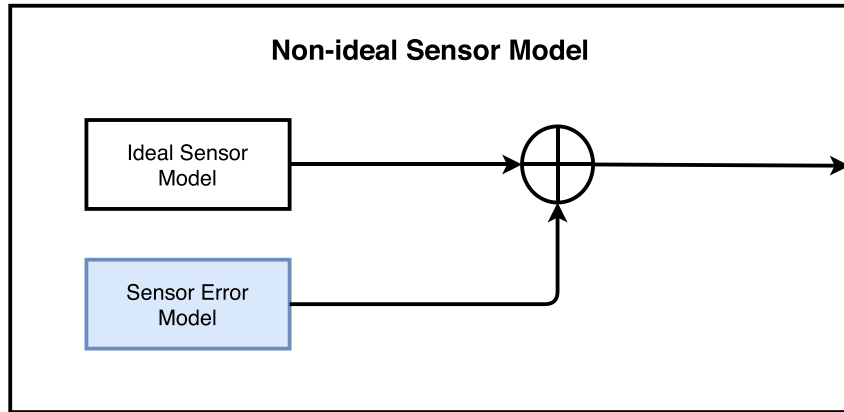 Non-ideal Sensor Model
Ideal Sensor
Model
Sensor Error
Model